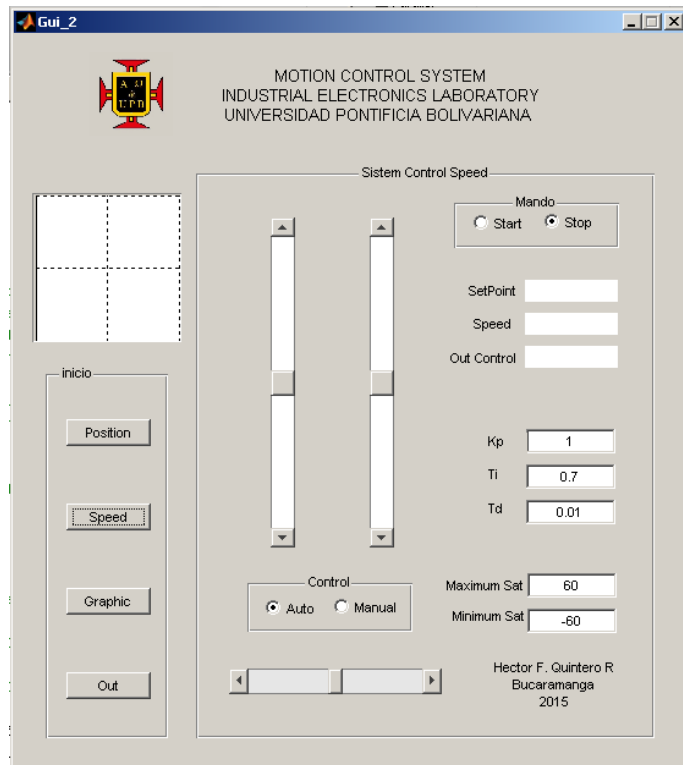 Gui_2
MOTION CONTROL SYSTEM
INDUSTRIAL ELECTRONICS LABORATORY
UNIVERSIDAD PONTIFICIA BOLIVARIANA
Sistem Control Speed
Mando
Start Stop
SetPoint
Speed
Out Control
inicio
Position
Speed
Graphic
Out
Kp 1
Ti 0.7
Td 0.01
Control
Auto Manual
Maximum Sat 60
Minimum Sat -60
Hector F. Quintero R
Bucaramanga
2015